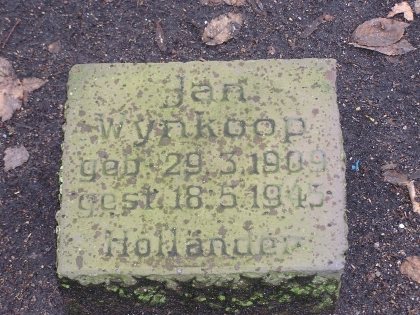 Jan
Wynkoop
geb 29.3.1909
gest 18.5.1945
Holländer